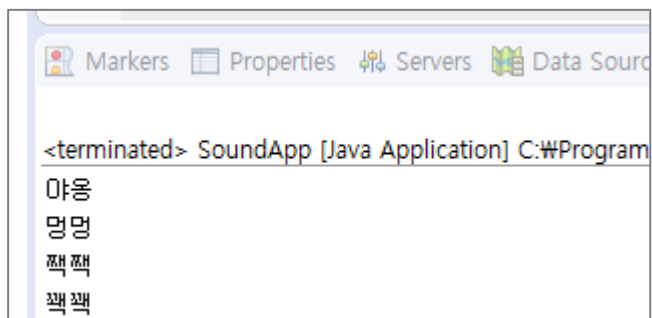 Markers Properties Servers Data Sourc
<terminated> SoundApp [Java Application] C:₩Program
야옹
멍멍
짹짹
꽥꽥